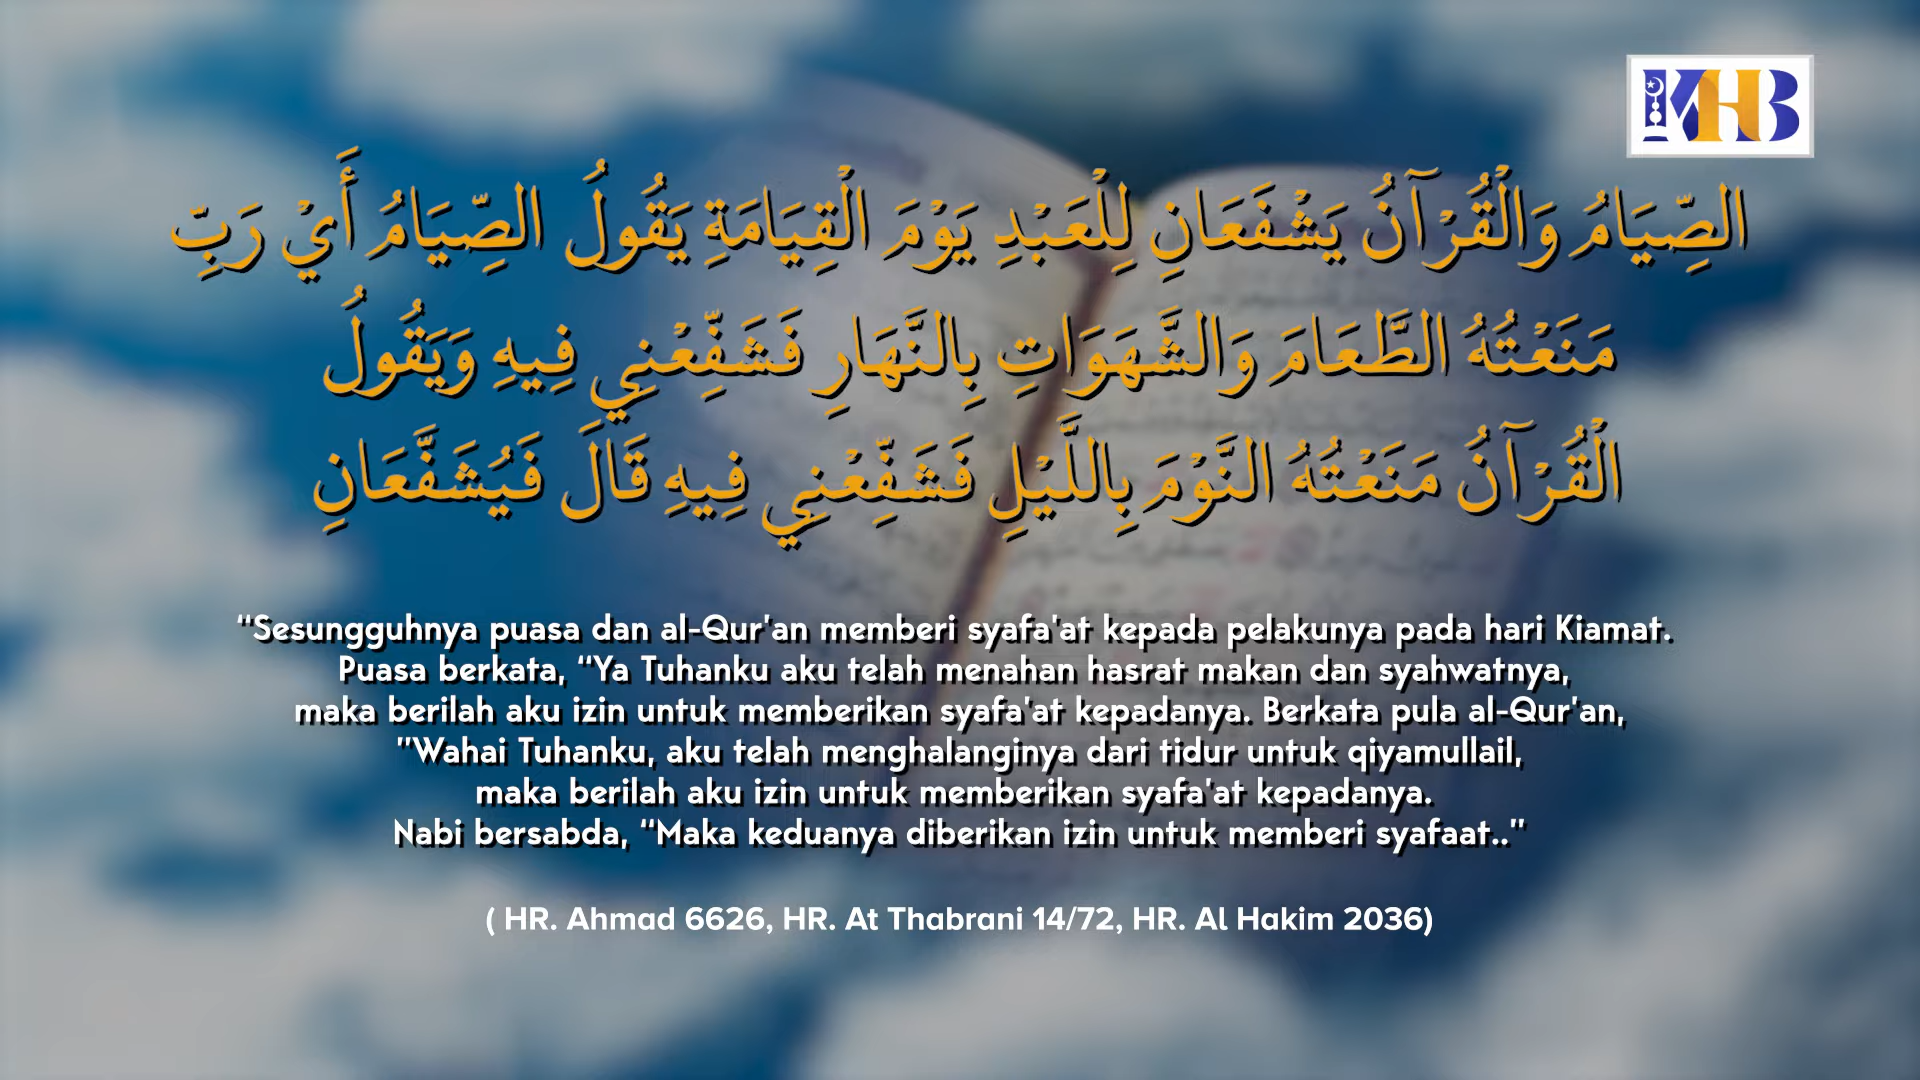 KHB
الصِّيَامُ وَالْقُرْآنُ يَشْفَعَانِ لِلْعَبْدِ يَوْمَ الْقِيَامَةِ يَقُولُ الصِّيَامُ أَيْ رَبِّ
مَنَعْتُهُ الطَّعَامَ وَالشَّهَوَاتِ بِالنَّهَارِ فَشَفِّعْنِي فِيهِ وَيَقُولُ
الْقُرْآنُ مَنَعْتُهُ النَّوْمَ بِاللَّيْلِ فَشَفِّعْنِي فِيهِ قَالَ فَيُشَفَّعَانِ
“Sesungguhnya puasa dan al-Qur'an memberi syafa'at kepada pelakunya pada hari Kiamat.
Puasa berkata, “Ya Tuhanku aku telah menahan hasrat makan dan syahwatnya,
maka berilah aku izin untuk memberikan syafa'at kepadanya. Berkata pula al-Qur'an,
”Wahai Tuhanku, aku telah menghalanginya dari tidur untuk qiyamullail,
maka berilah aku izin untuk memberikan syafa'at kepadanya.
Nabi bersabda, “Maka keduanya diberikan izin untuk memberi syafaat..”
( HR. Ahmad 6626, HR. At Thabrani 14/72, HR. Al Hakim 2036)